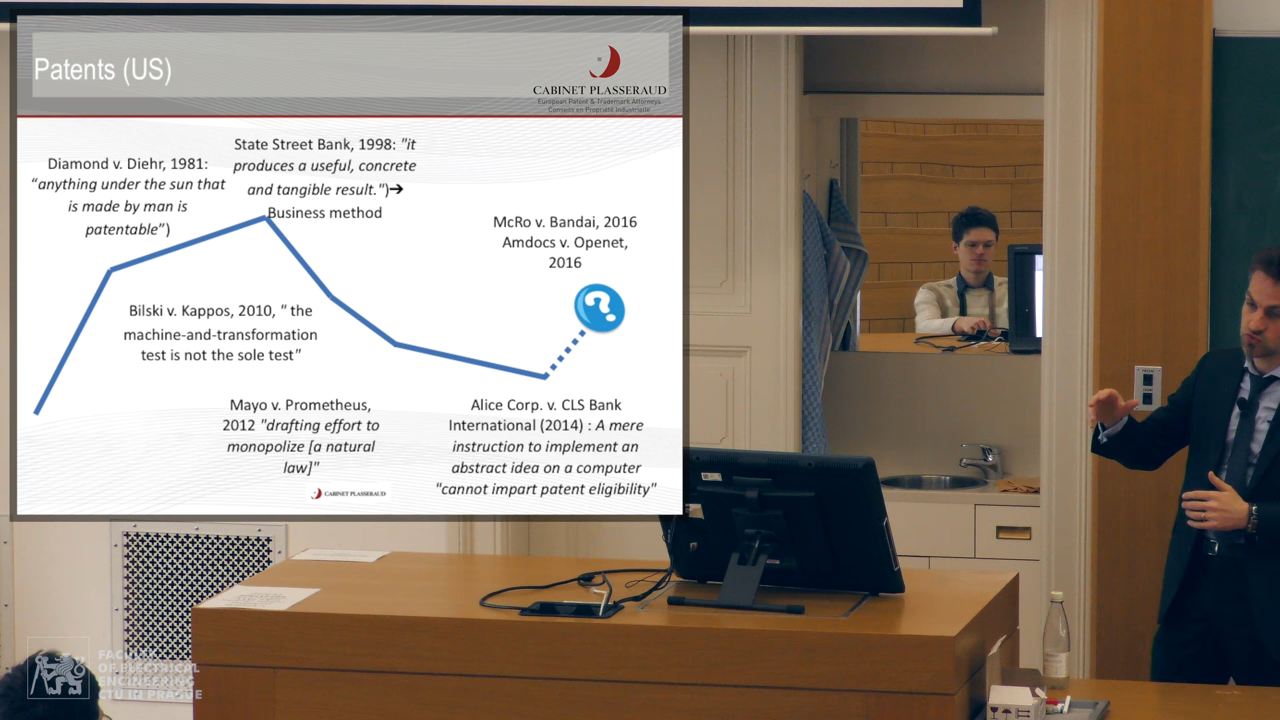 Patents (US)
CABINET PLASSERAUD
European Patent & Trademark Attorneys
Conseils en Propriété Industrielle
Diamond v. Diehr, 1981:
“anything under the sun that
is made by man is
patentable”)
State Street Bank, 1998: "it
produces a useful, concrete
and tangible result.")➔
Business method
McRo v. Bandai, 2016
Amdocs v. Openet,
2016
?
Bilski v. Kappos, 2010, " the
machine-and-transformation
test is not the sole test"
Mayo v. Prometheus,
2012 "drafting effort to
monopolize [a natural
law]"
Alice Corp. v. CLS Bank
International (2014) : A mere
instruction to implement an
abstract idea on a computer
"cannot impart patent eligibility"
CABINET PLASSERAUD
FACULTY
OF ELECTRICAL
ENGINEERING
CTU IN PRAGUE